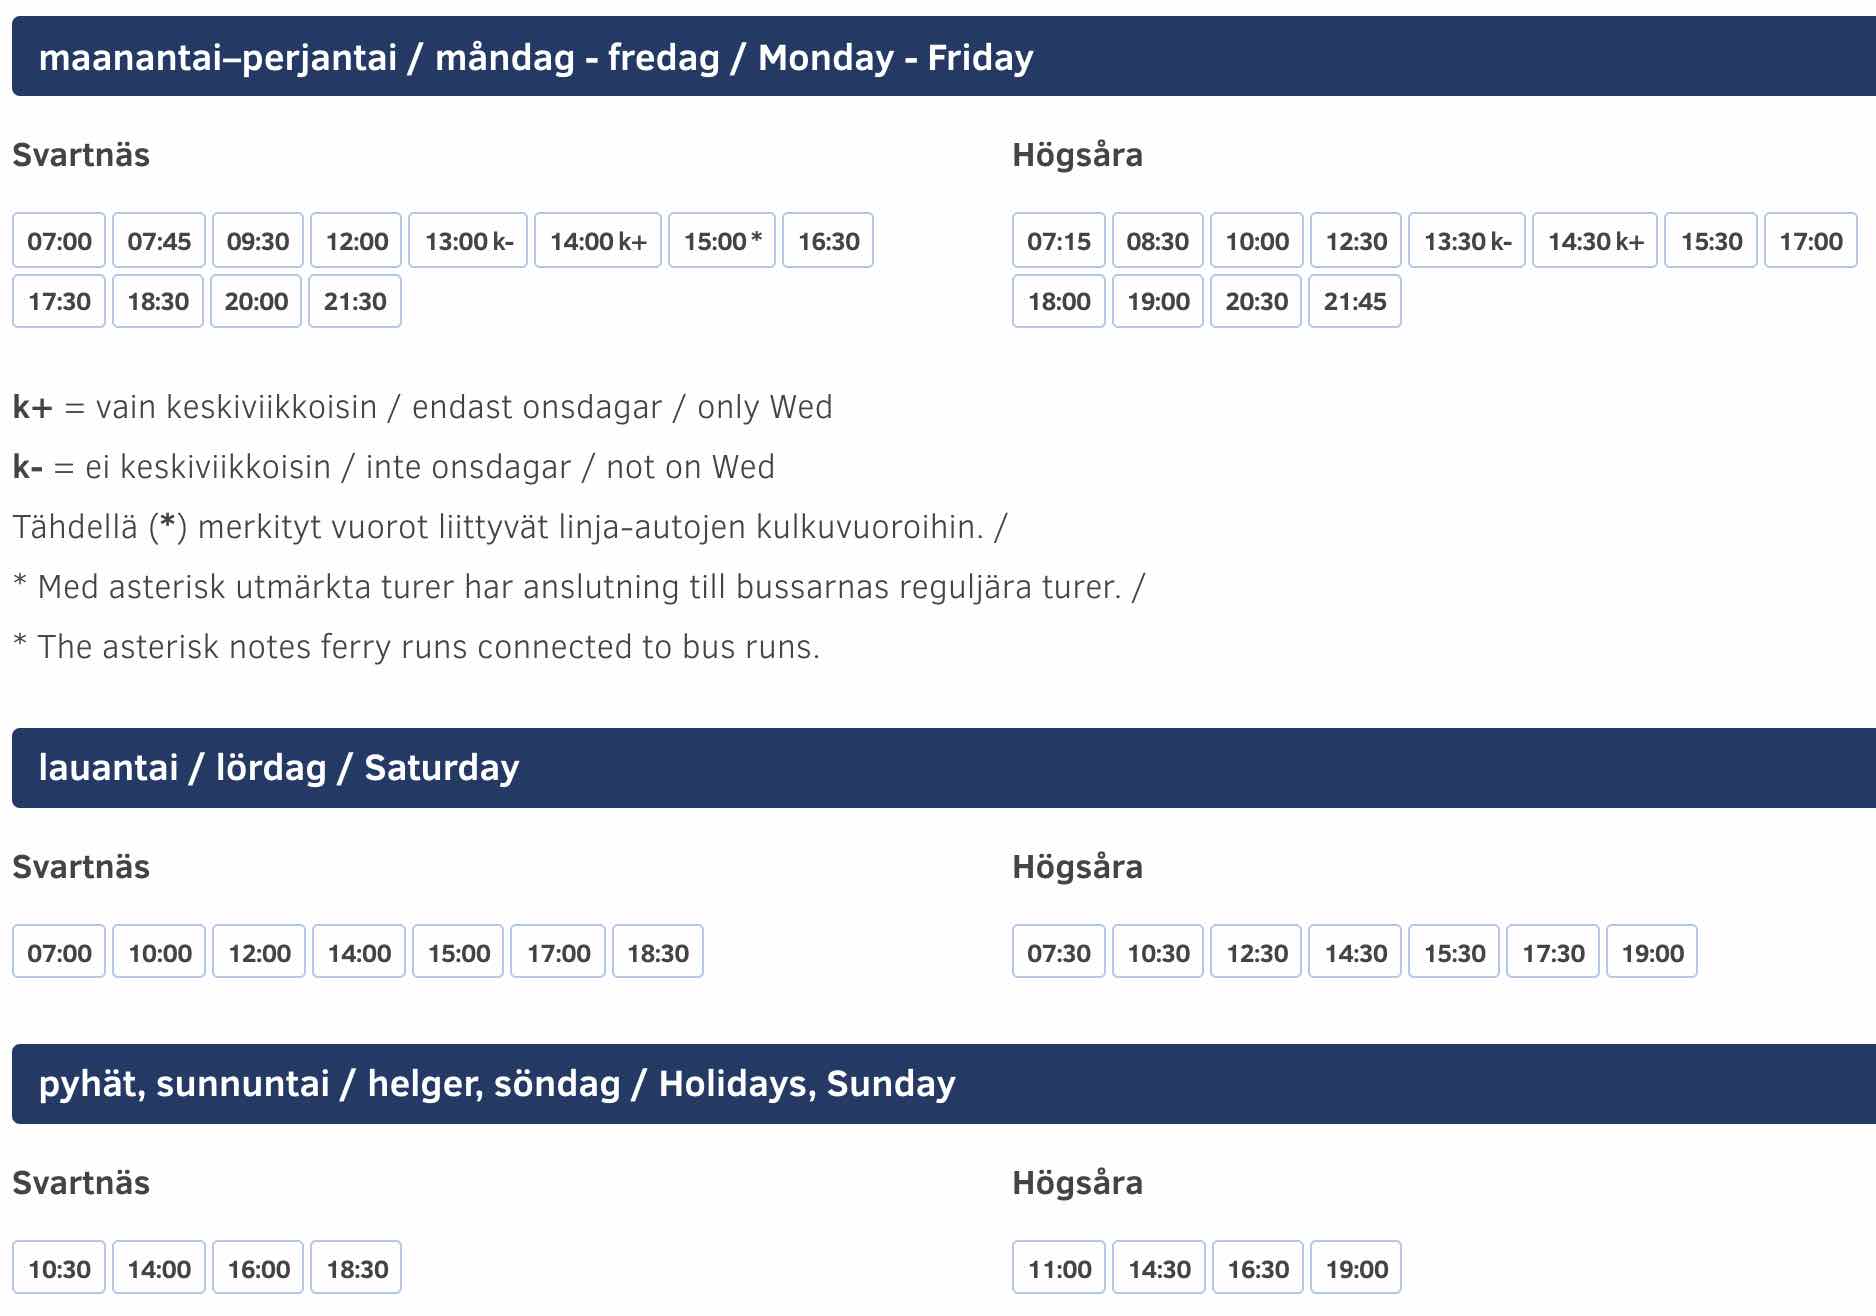 maanantai–perjantai / måndag - fredag / Monday - Friday
Svartnäs
07:00 07:45 09:30 12:00 13:00 k- 14:00 k+ 15:00 * 16:30
17:30 18:30 20:00 21:30
Högsåra
07:15 08:30 10:00 12:30 13:30 k- 14:30 k+ 15:30 17:00
18:00 19:00 20:30 21:45
k+ = vain keskiviikkoisin / endast onsdagar / only Wed
k- = ei keskiviikkoisin / inte onsdagar / not on Wed
Tähdellä (*) merkityt vuorot liittyvät linja-autojen kulkuvuoroihin. /
* Med asterisk utmärkta turer har anslutning till bussarnas reguljära turer. /
* The asterisk notes ferry runs connected to bus runs.
lauantai / lördag / Saturday
Svartnäs
07:00 10:00 12:00 14:00 15:00 17:00 18:30
Högsåra
07:30 10:30 12:30 14:30 15:30 17:30 19:00
pyhät, sunnuntai / helger, söndag / Holidays, Sunday
Svartnäs
10:30 14:00 16:00 18:30
Högsåra
11:00 14:30 16:30 19:00